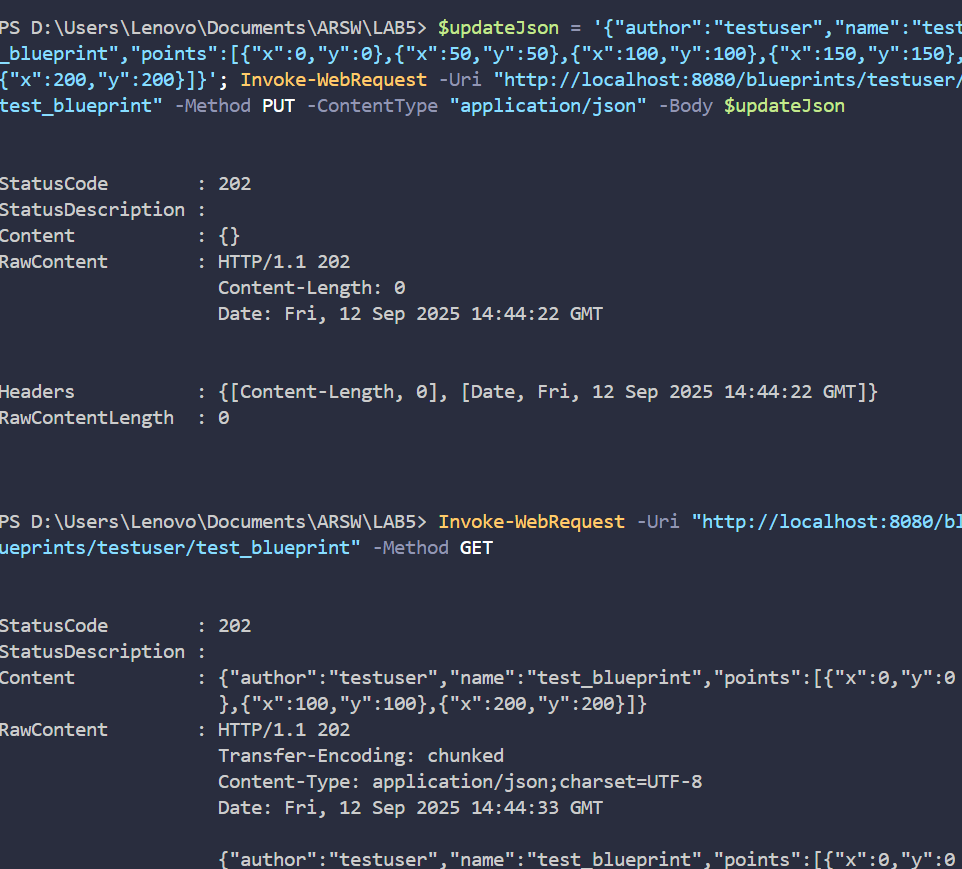 PS D:\Users\Lenovo\Documents\ARSW\LAB5> $updateJson = '{"author":"testuser","name":"test
_blueprint","points":[{"x":0,"y":0},{"x":50,"y":50},{"x":100,"y":100},{"x":150,"y":150},
{"x":200,"y":200}]}'; Invoke-WebRequest -Uri "http://localhost:8080/blueprints/testuser/
test_blueprint" -Method PUT -ContentType "application/json" -Body $updateJson
StatusCode : 202
StatusDescription :
Content : {}
RawContent : HTTP/1.1 202
Content-Length: 0
Date: Fri, 12 Sep 2025 14:44:22 GMT
Headers : {[Content-Length, 0], [Date, Fri, 12 Sep 2025 14:44:22 GMT]}
RawContentLength : 0
PS D:\Users\Lenovo\Documents\ARSW\LAB5> Invoke-WebRequest -Uri "http://localhost:8080/bl
ueprints/testuser/test_blueprint" -Method GET
StatusCode : 202
StatusDescription :
Content : {"author":"testuser","name":"test_blueprint","points":[{"x":0,"y":0
},{"x":100,"y":100},{"x":200,"y":200}]}
RawContent : HTTP/1.1 202
Transfer-Encoding: chunked
Content-Type: application/json;charset=UTF-8
Date: Fri, 12 Sep 2025 14:44:33 GMT
{"author":"testuser","name":"test_blueprint","points":[{"x":0,"y":0